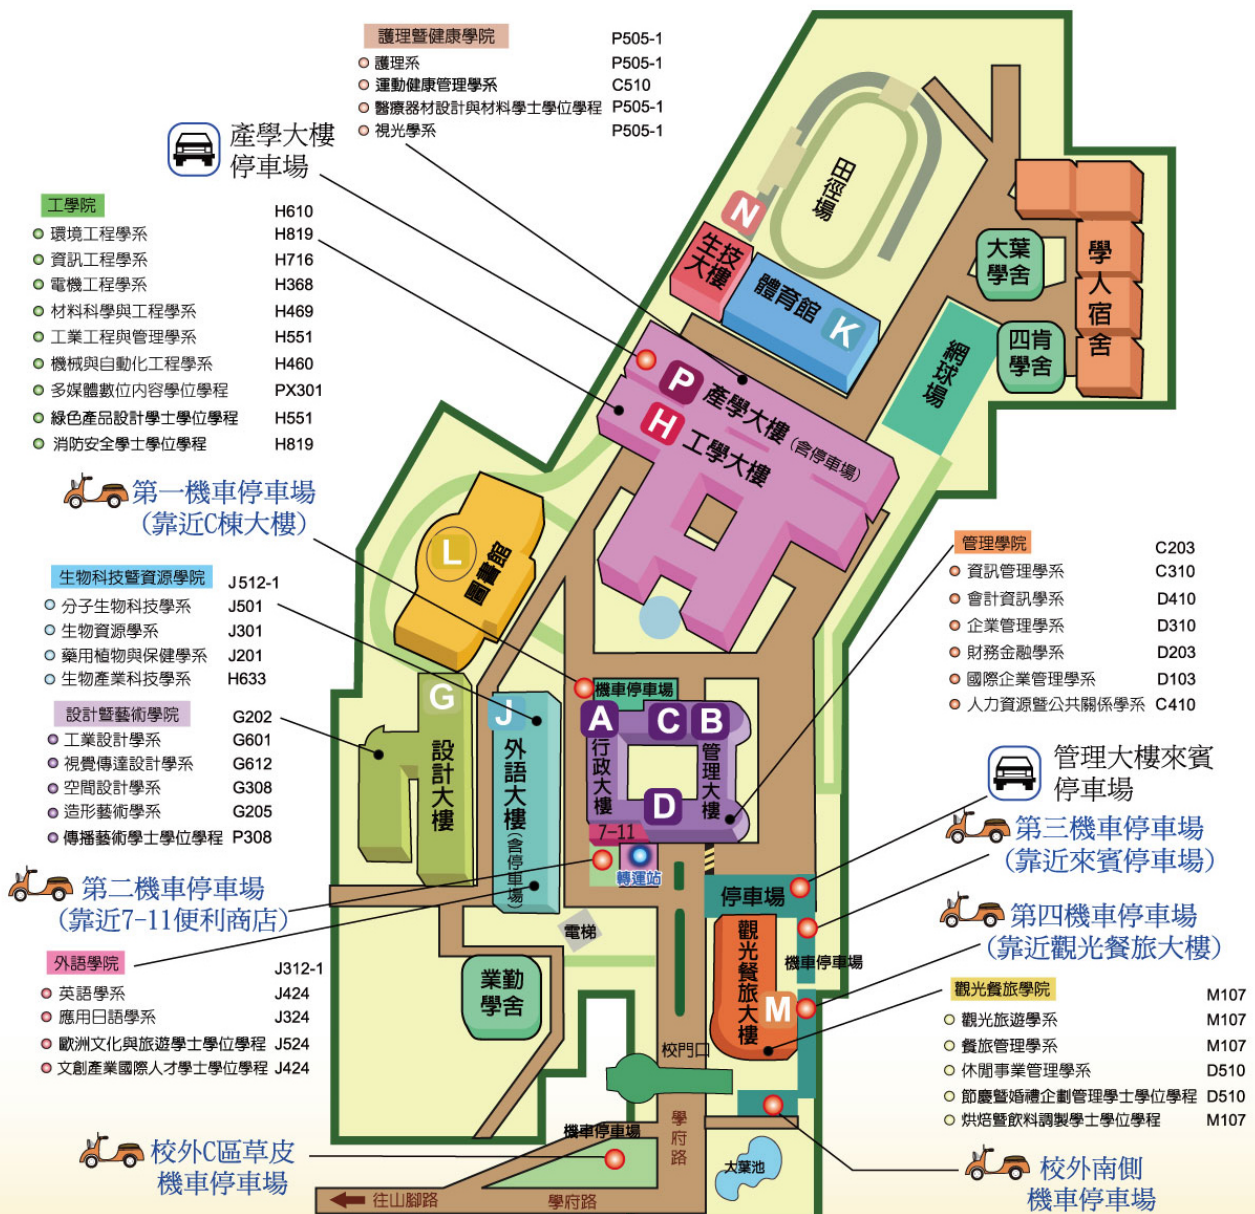 護理暨健康學院 P505-1
護理系 P505-1
運動健康管理學系 C510
醫療器材設計與材料學士學位學程 P505-1
視光學系 P505-1
產學大樓
停車場
工學院 H610
環境工程學系 H819
資訊工程學系 H716
電機工程學系 H368
材料科學與工程學系 H469
工業工程與管理學系 H551
機械與自動化工程學系 H460
多媒體數位內容學位學程 PX301
綠色產品設計學士學位學程 H551
消防安全學士學位學程 H819
第一機車停車場
(靠近C棟大樓)
生物科技暨資源學院 J512-1
分子生物科技學系 J501
生物資源學系 J301
藥用植物與保健學系 J201
生物產業科技學系 H633
設計暨藝術學院 G202
工業設計學系 G601
視覺傳達設計學系 G612
空間設計學系 G308
造形藝術學系 G205
傳播藝術學士學位學程 P308
第二機車停車場
(靠近7-11便利商店)
外語學院 J312-1
英語學系 J424
應用日語學系 J324
歐洲文化與旅遊學士學位學程 J524
文創產業國際人才學士學位學程 J424
校外C區草皮
機車停車場
田徑場
N
生技
大樓
體育館
K
大葉
學舍
學人宿舍
四肯
學舍
網球場
P
產學大樓(含停車場)
H
工學大樓
L
圖書館
G
設計大樓
J
外語大樓(含停車場)
機車停車場
A
C
B
行政大樓
管理大樓
D
7-11
轉運站
停車場
電梯
業勤
學舍
觀光餐旅大樓
機車停車場
M
校門口
機車停車場
學府路
大葉池
往山腳路
學府路
管理學院 C203
資訊管理學系 C310
會計資訊學系 D410
企業管理學系 D310
財務金融學系 D203
國際企業管理學系 D103
人力資源暨公共關係學系 C410
管理大樓來賓
停車場
第三機車停車場
(靠近來賓停車場)
第四機車停車場
(靠近觀光餐旅大樓)
觀光餐旅學院 M107
觀光旅遊學系 M107
餐旅管理學系 M107
休閒事業管理學系 D510
節慶暨婚禮企劃管理學士學位學程 D510
烘焙暨飲料調製學士學位學程 M107
校外南側
機車停車場